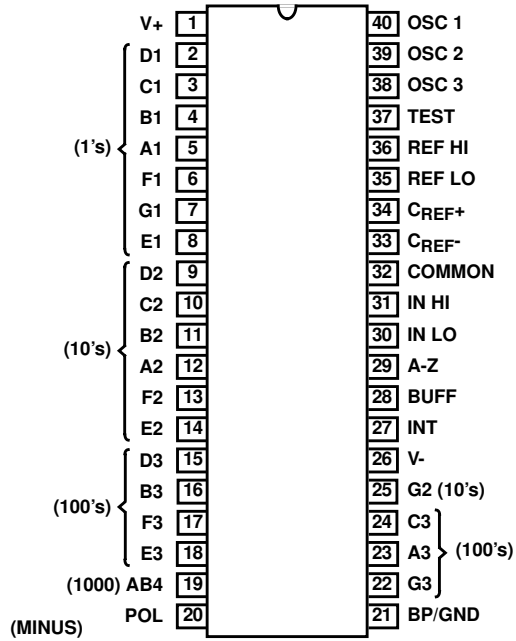 V+ 1 40 OSC 1
D1 2 39 OSC 2
C1 3 38 OSC 3
B1 4 37 TEST
(1's) A1 5 36 REF HI
F1 6 35 REF LO
G1 7 34 CREF+
E1 8 33 CREF-
D2 9 32 COMMON
C2 10 31 IN HI
(10's) B2 11 30 IN LO
A2 12 29 A-Z
F2 13 28 BUFF
E2 14 27 INT
D3 15 26 V-
(100's) B3 16 25 G2 (10's)
F3 17 24 C3
E3 18 23 A3 (100's)
(1000) AB4 19 22 G3
(MINUS) POL 20 21 BP/GND